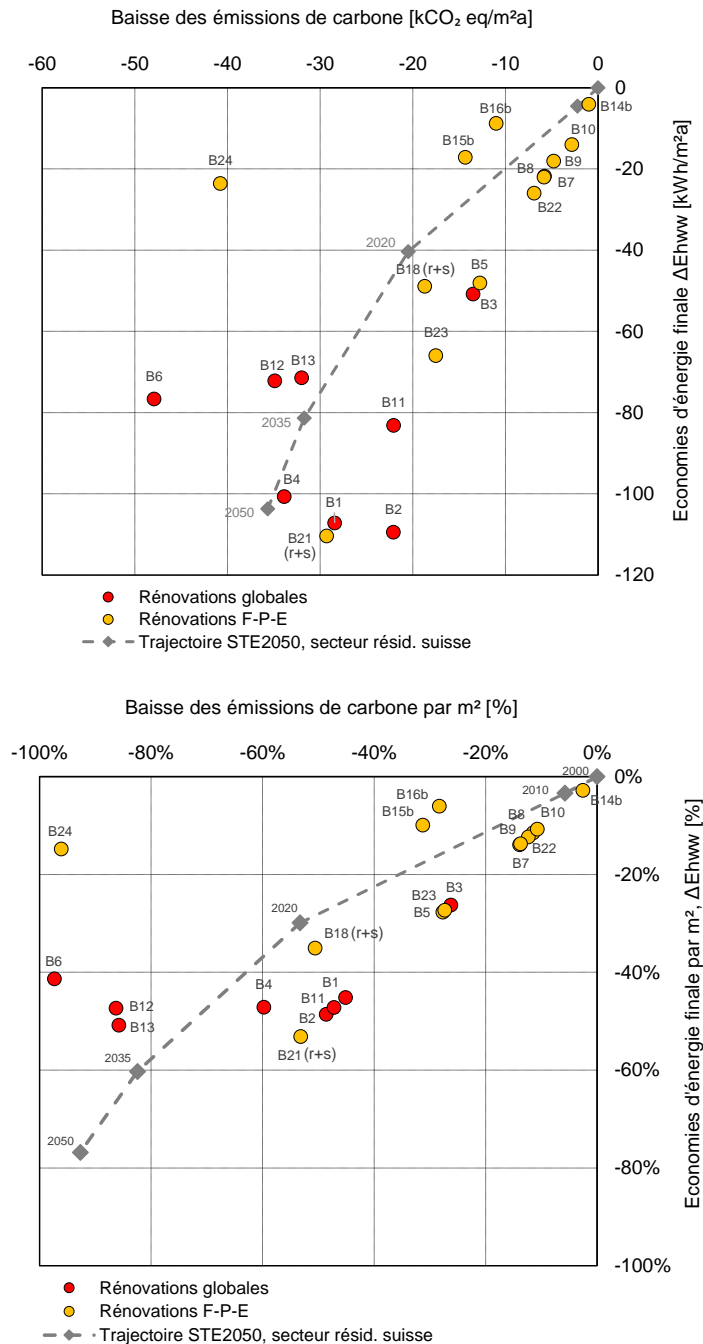 Baisse des émissions de carbone [kCO₂ eq/m²a]
-60 -50 -40 -30 -20 -10 0
0
B14b
B16b
B10
B15b
B9
B24
B8
B7
-20
B22
2020
-40
B18 (r+s)
B5
B3
B23
-60
B13
B12
B6
B11
2035
-80
B4
B1
B2
2050
-100
B21
(r+s)
-120
Economies d'énergie finale ΔEhww [kWh/m²a]
Rénovations globales
Rénovations F-P-E
Trajectoire STE2050, secteur résid. suisse
Baisse des émissions de carbone par m² [%]
-100% -80% -60% -40% -20% 0%
2000
0%
2010
B16b
B14b
B15b
B8
B10
B24
B9
B22
B7
-20%
B3
B23
2020
B5
B18 (r+s)
B6
-40%
B4
B1
B11
B12
B2
B13
B21 (r+s)
2035
-60%
2050
-80%
-100%
Economies d'énergie finale par m², ΔEhww [%]
Rénovations globales
Rénovations F-P-E
Trajectoire STE2050, secteur résid. suisse